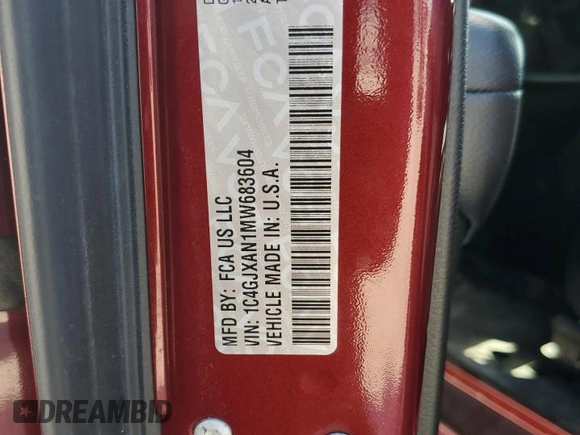 MFD BY: FCA US LLC
VIN: 1C4GJXAN1MW683604
VEHICLE MADE IN: U.S.A.
DREAMBID